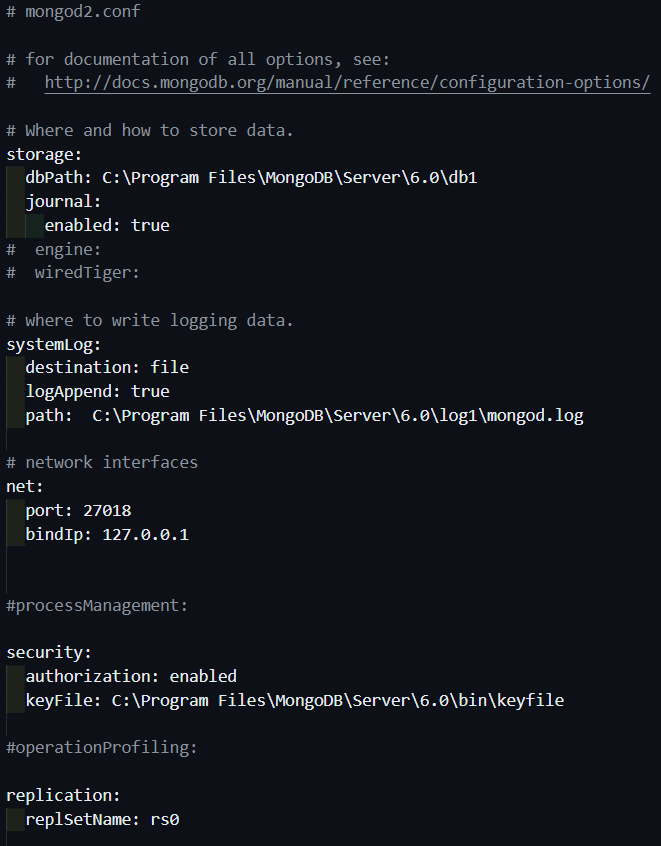 # mongod2.conf
# for documentation of all options, see:
#   http://docs.mongodb.org/manual/reference/configuration-options/
# Where and how to store data.
storage:
  dbPath: C:\Program Files\MongoDB\Server\6.0\db1
  journal:
    enabled: true
#  engine:
#  wiredTiger:
# where to write logging data.
systemLog:
  destination: file
  logAppend: true
  path:  C:\Program Files\MongoDB\Server\6.0\log1\mongod.log
# network interfaces
net:
  port: 27018
  bindIp: 127.0.0.1
#processManagement:
security:
  authorization: enabled
  keyFile: C:\Program Files\MongoDB\Server\6.0\bin\keyfile
#operationProfiling:
replication:
  replSetName: rs0